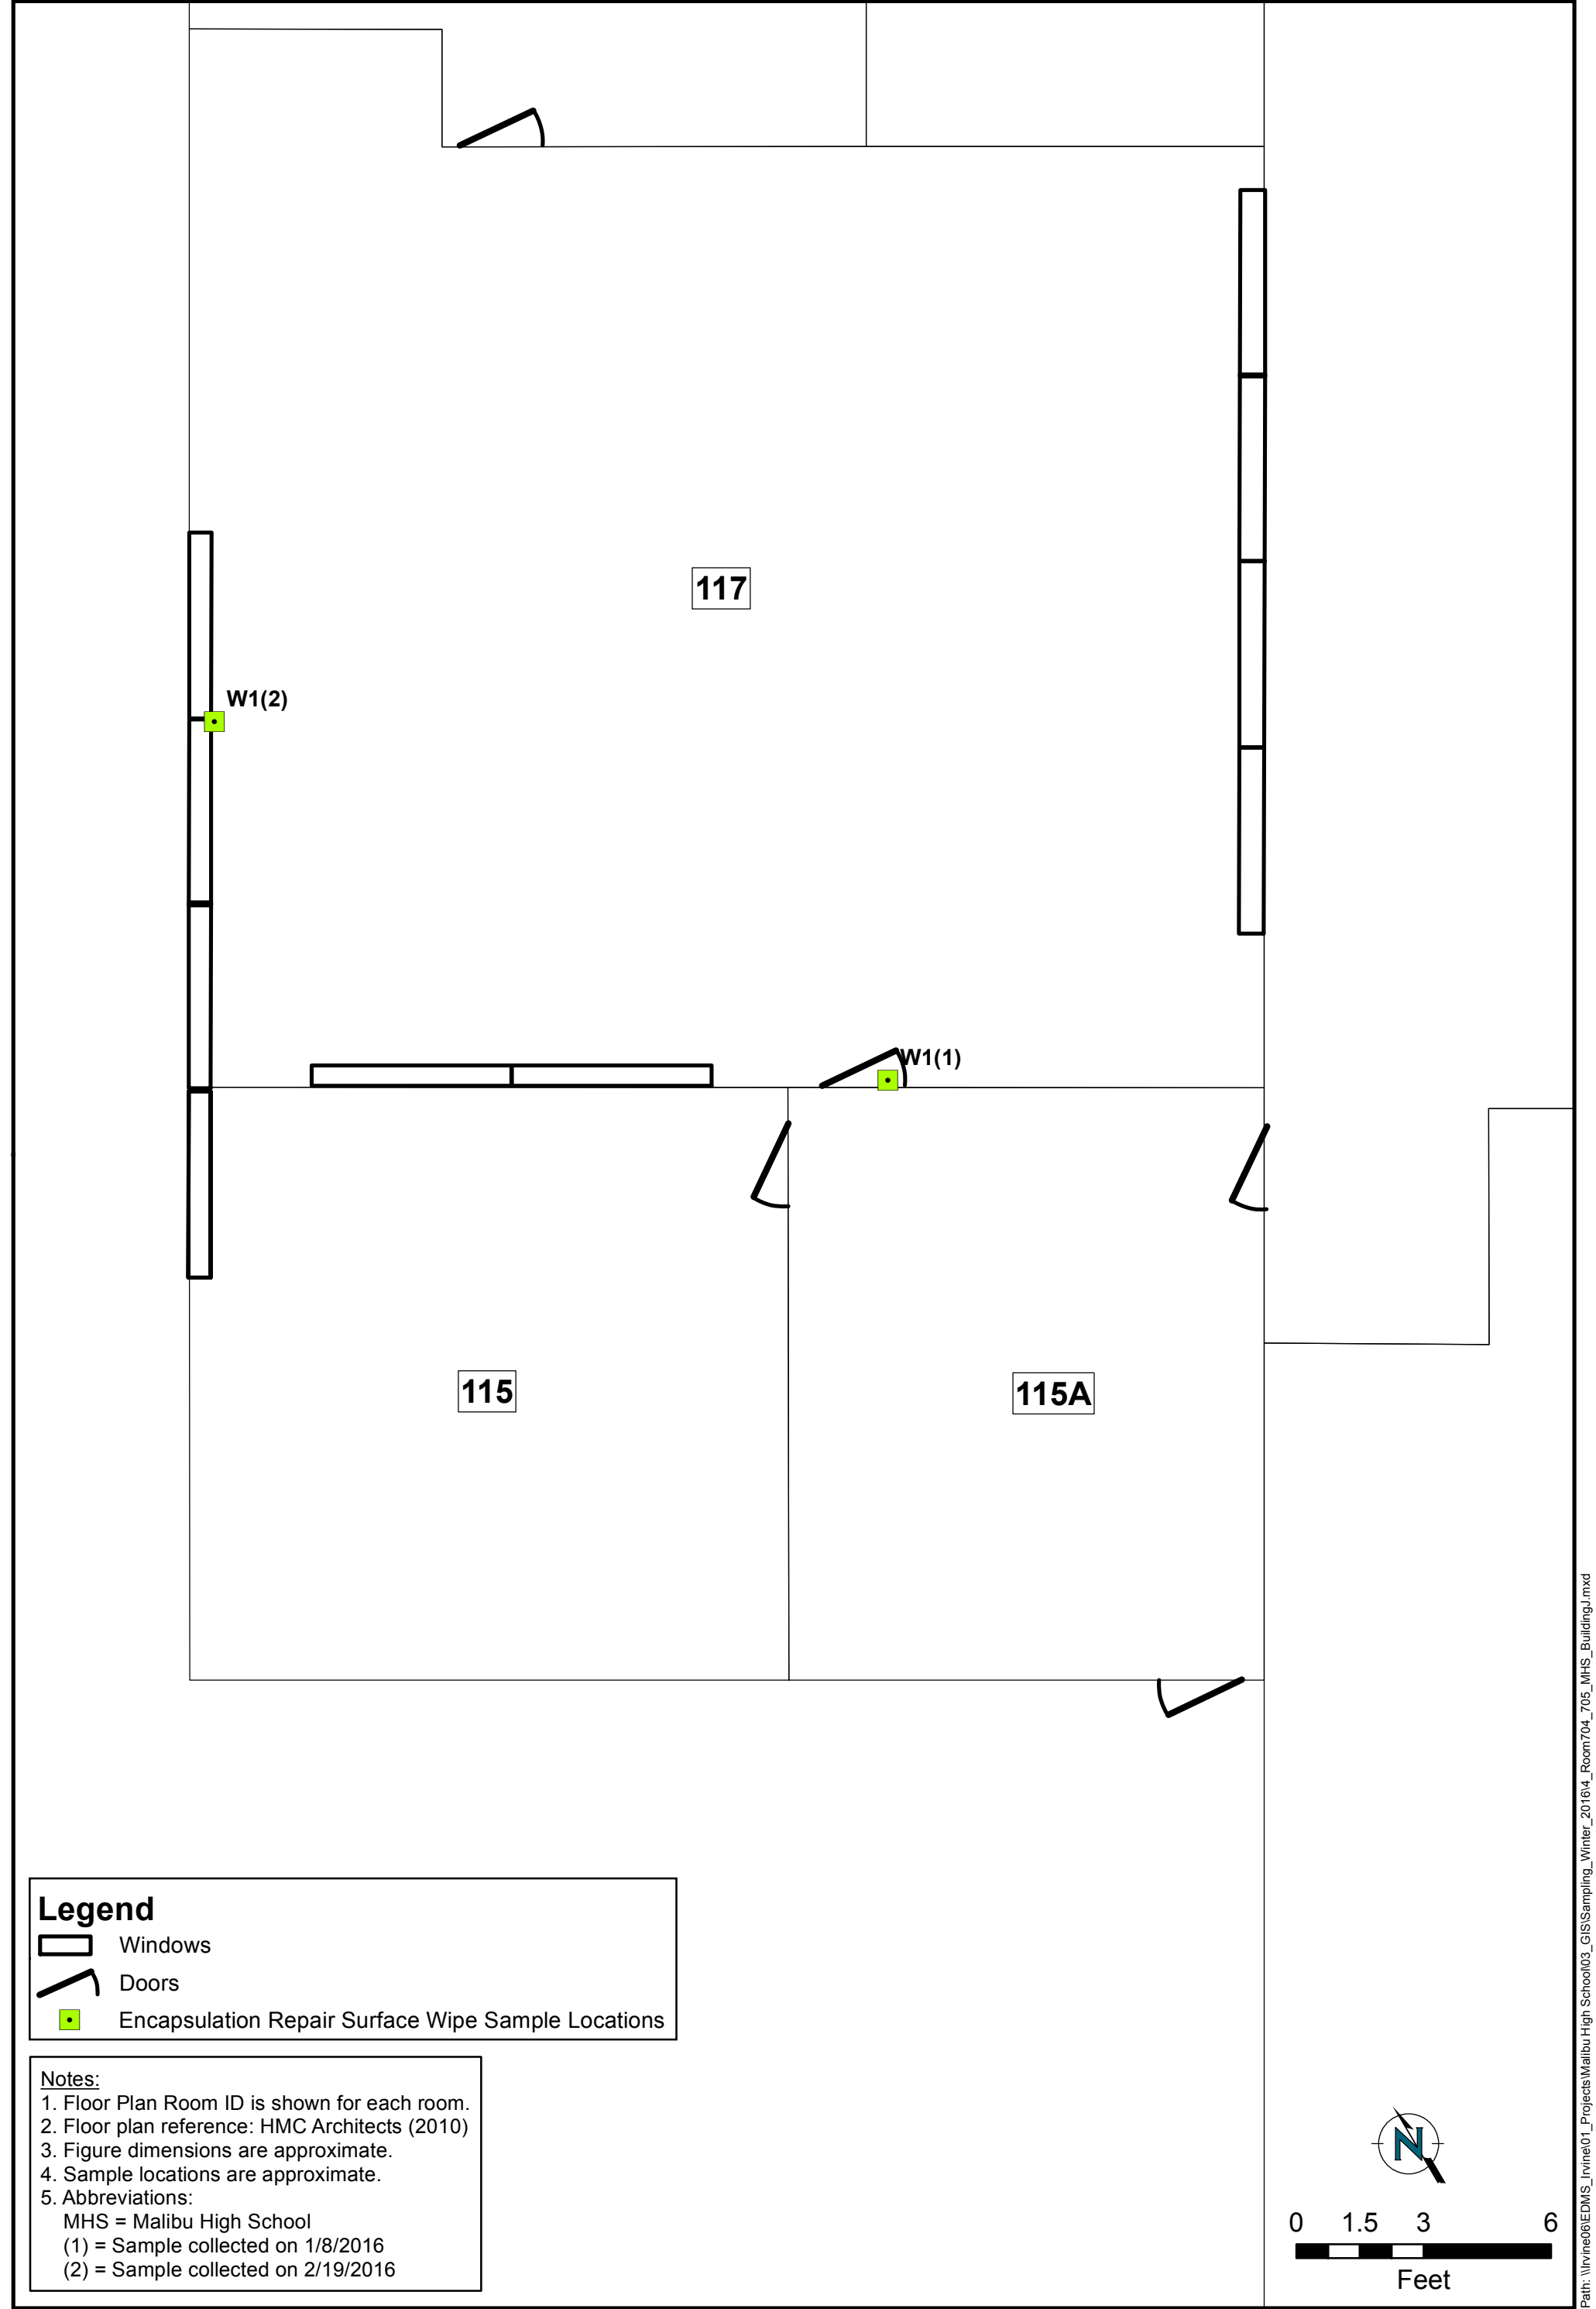 117
W1(2)
W1(1)
115
115A
Legend
Windows
Doors
Encapsulation Repair Surface Wipe Sample Locations
Notes:
1. Floor Plan Room ID is shown for each room.
2. Floor plan reference: HMC Architects (2010)
3. Figure dimensions are approximate.
4. Sample locations are approximate.
5. Abbreviations:
MHS = Malibu High School
(1) = Sample collected on 1/8/2016
(2) = Sample collected on 2/19/2016
N
0 1.5 3 6
Feet
Path: \\Irvine06\EDMS_Irvine\01_Projects\Malibu High School\03_GIS\Sampling_Winter_2016\4_Room704_705_MHS_BuildingJ.mxd